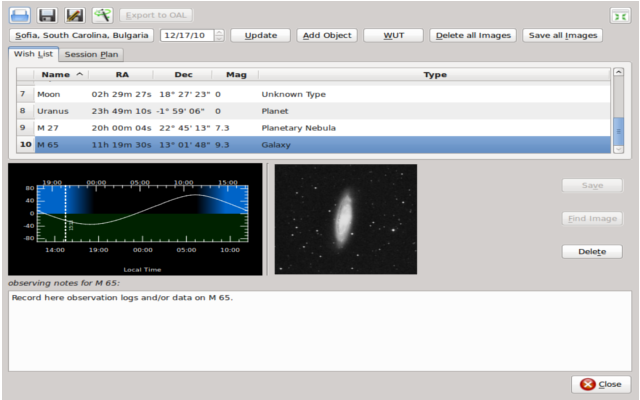 Export to OAL
Sofia, South Carolina, Bulgaria 12/17/10 Update Add Object WUT Delete all Images Save all Images
Wish List Session Plan
Name RA Dec Mag Type
7 Moon 02h 29m 27s 18° 27' 23" 0 Unknown Type
8 Uranus 23h 49m 10s -1° 59' 06" 0 Planet
9 M 27 20h 00m 04s 22° 45' 13" 7.3 Planetary Nebula
10 M 65 11h 19m 30s 13° 01' 48" 9.3 Galaxy
19:00 00:00 05:00 10:00 15:00
80
40
0
-40
-80
14:00 19:00 00:00 05:00 10:00
Local Time
Save
Find Image
Delete
observing notes for M 65:
Record here observation logs and/or data on M 65.
Close